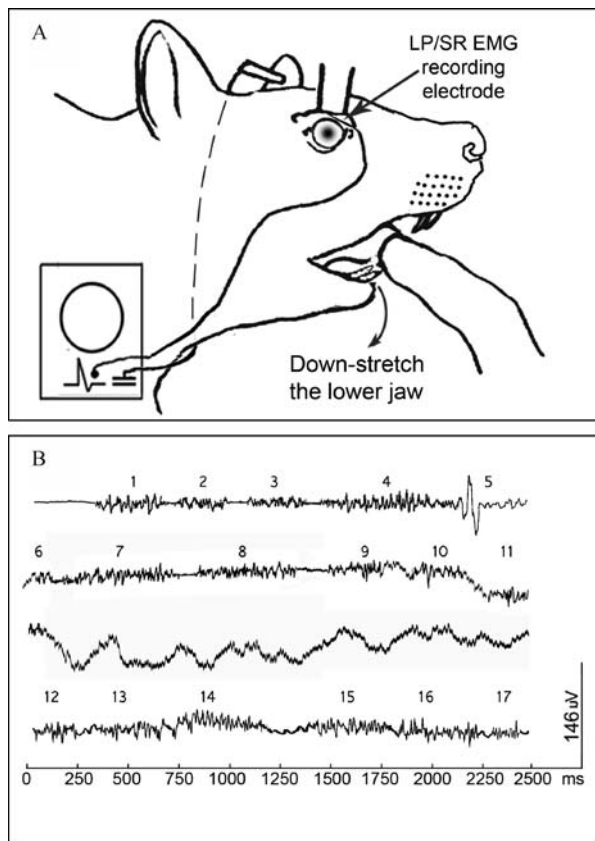 A
LP/SR EMG
recording
electrode
Down-stretch
the lower jaw
B
1 2 3 4 5
6 7 8 9 10 11
12 13 14 15 16 17
146 uV
0 250 500 750 1000 1250 1500 1750 2000 2250 2500 ms